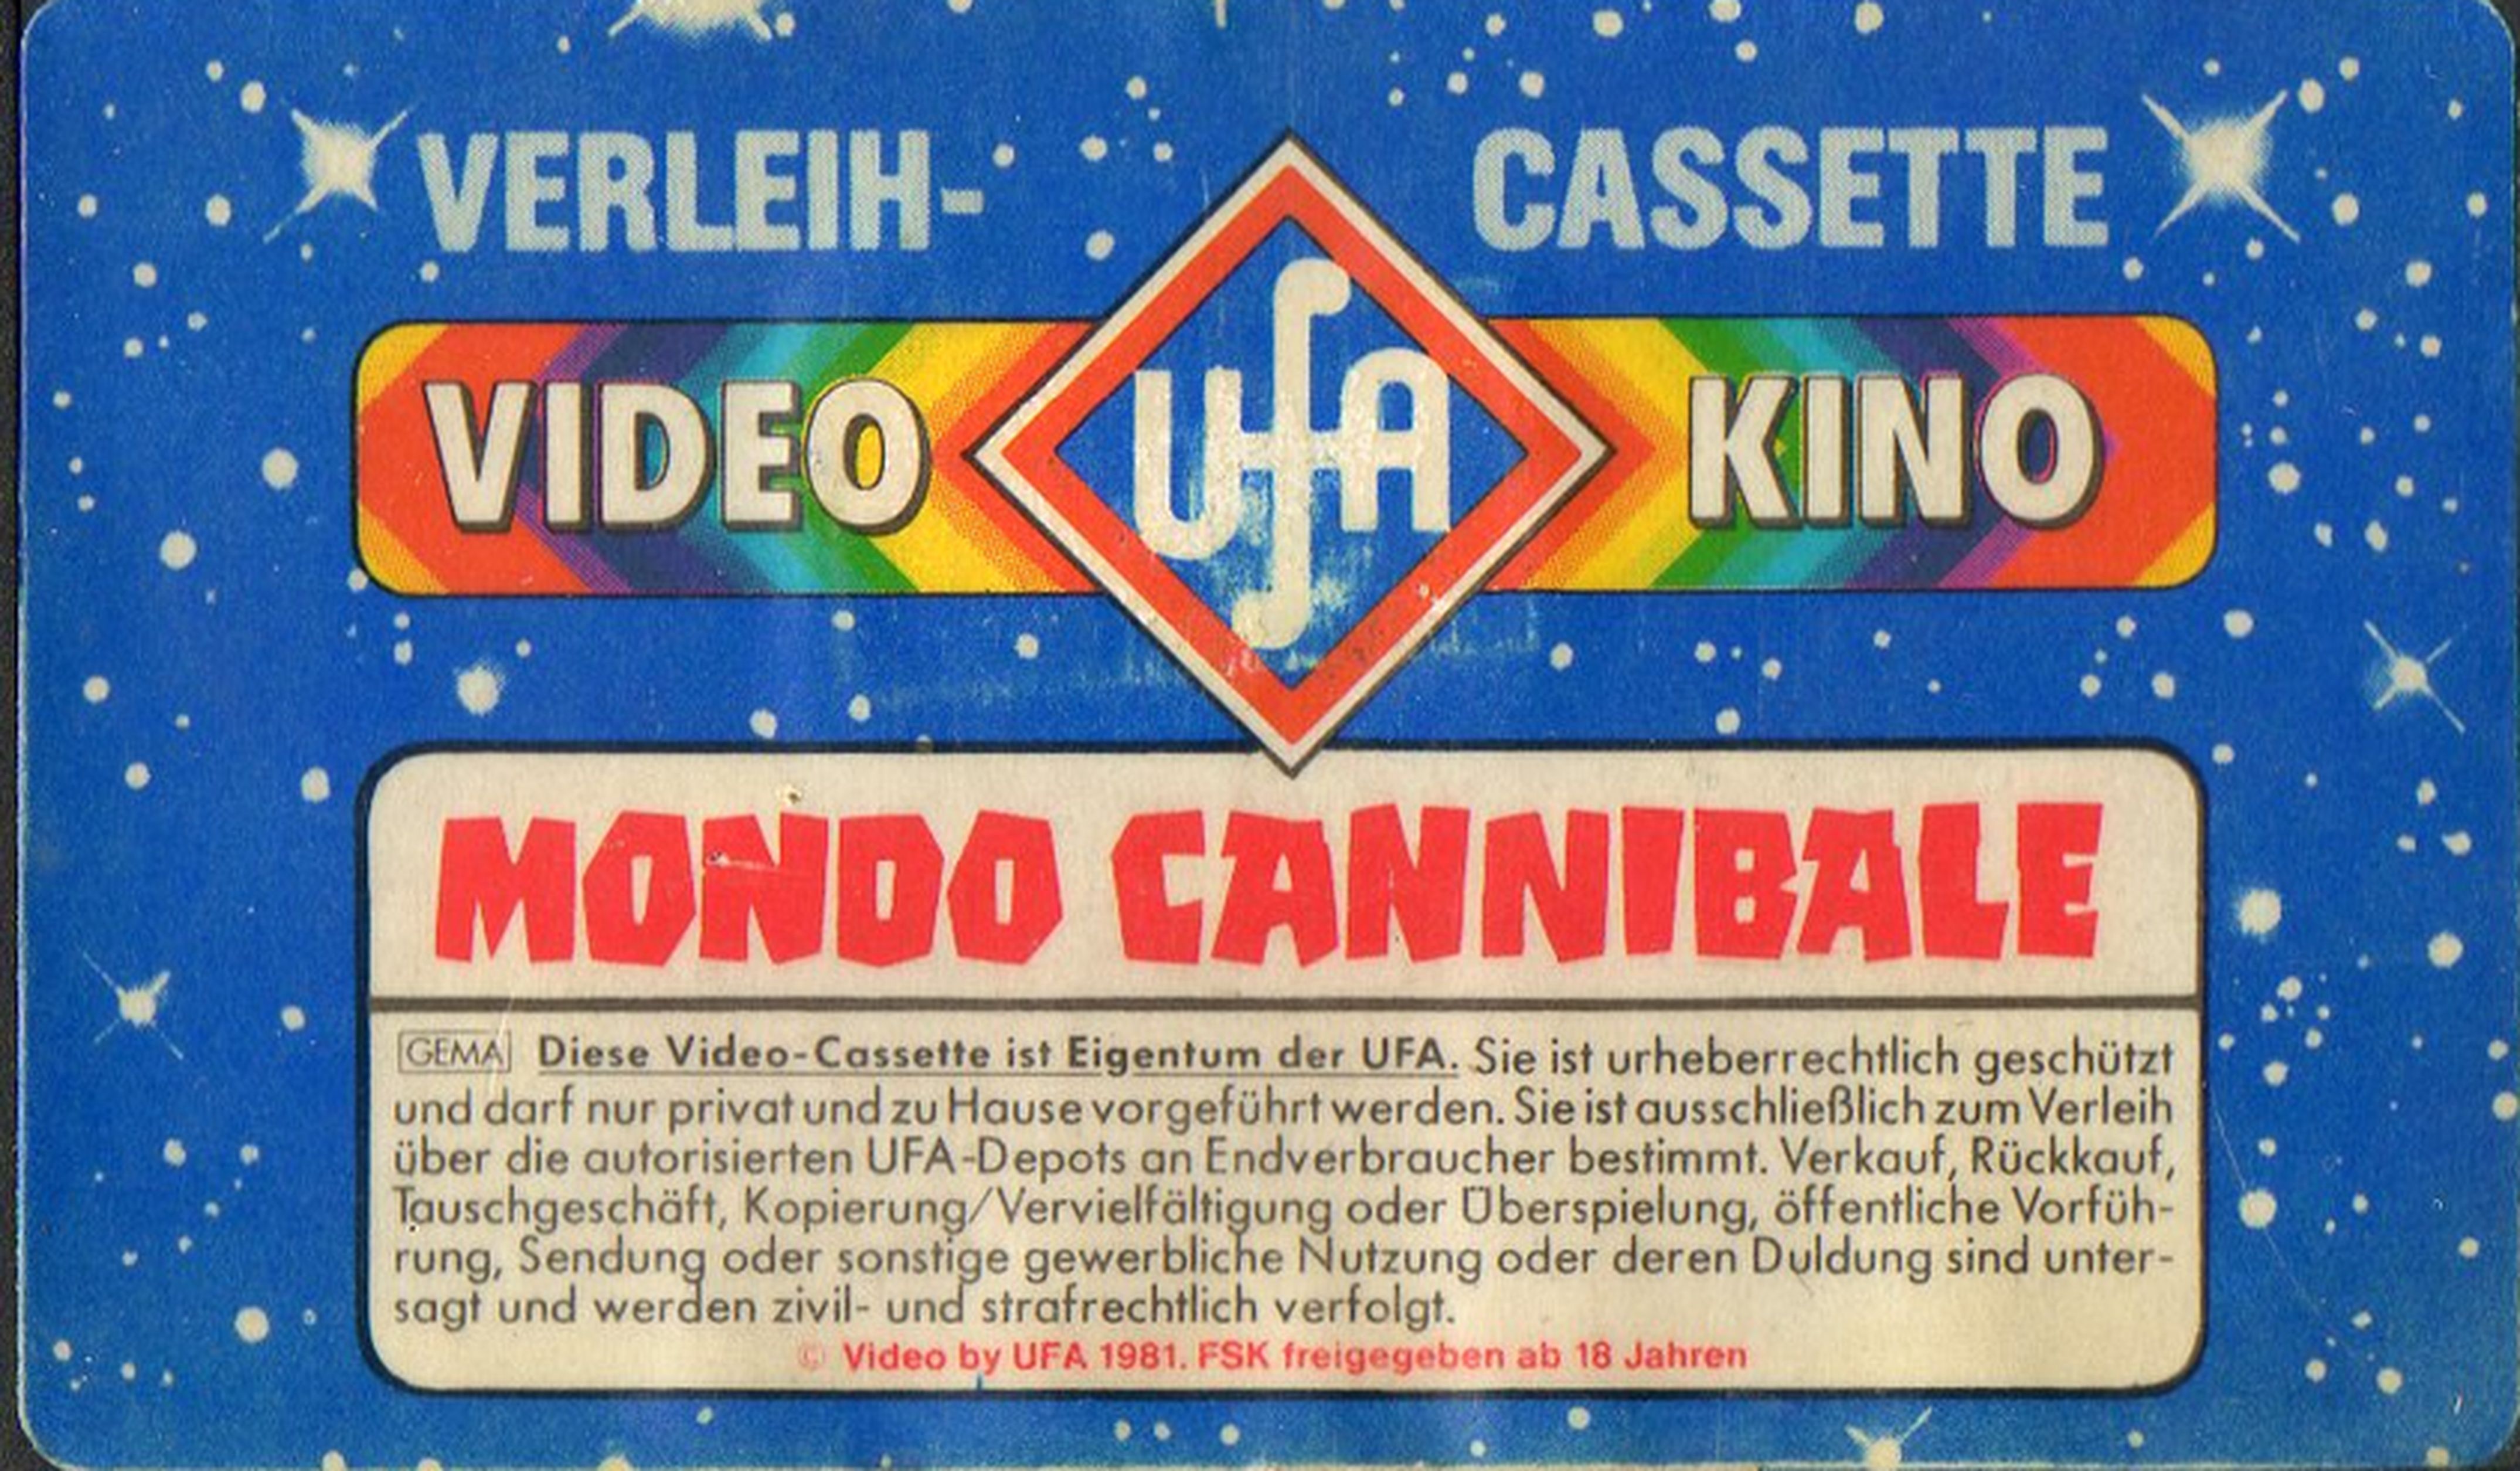 VERLEIH- CASSETTE
VIDEO UFA KINO
MONDO CANNIBALE
GEMA Diese Video-Cassette ist Eigentum der UFA. Sie ist urheberrechtlich geschützt
und darf nur privat und zu Hause vorgeführt werden. Sie ist ausschließlich zum Verleih
über die autorisierten UFA-Depots an Endverbraucher bestimmt. Verkauf, Rückkauf,
Tauschgeschäft, Kopierung/Vervielfältigung oder Überspielung, öffentliche Vorfüh-
rung, Sendung oder sonstige gewerbliche Nutzung oder deren Duldung sind unter-
sagt und werden zivil- und strafrechtlich verfolgt.
© Video by UFA 1981. FSK freigegeben ab 18 Jahren